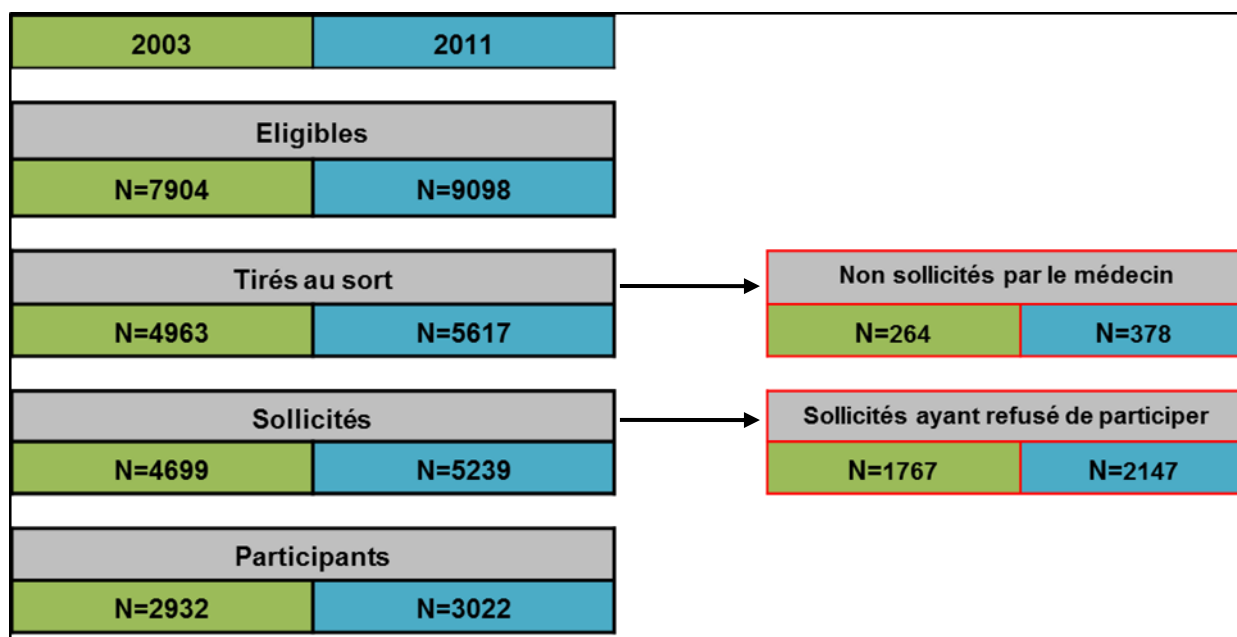 2003 2011
Eligibles
N=7904 N=9098
Tirés au sort
N=4963 N=5617
Non sollicités par le médecin
N=264 N=378
Sollicités
N=4699 N=5239
Sollicités ayant refusé de participer
N=1767 N=2147
Participants
N=2932 N=3022